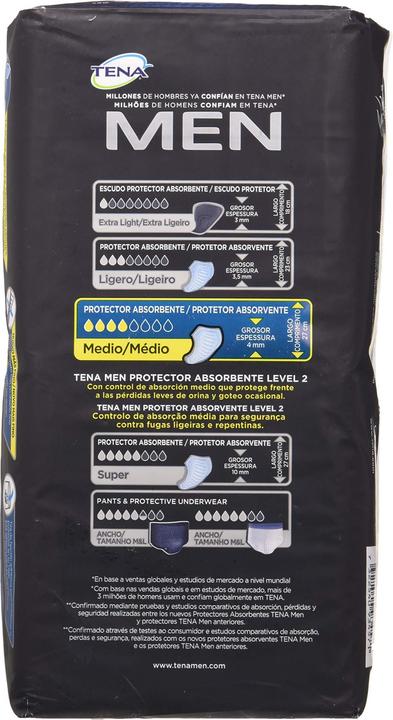 TENA
MILLONES DE HOMBRES YA CONFÍAN EN TENA MEN*
MILHÕES DE HOMENS CONFIAM EM TENA*
MEN
ESCUDO PROTECTOR ABSORBENTE / ESCUDO PROTETOR
Extra Light/Extra Ligeiro
GROSOR
ESPESSURA
3 mm
LARGO
COMPRIMENTO
18 cm
PROTECTOR ABSORBENTE / PROTETOR ABSORVENTE
Ligero/Ligeiro
GROSOR
ESPESSURA
3,5 mm
LARGO
COMPRIMENTO
23 cm
PROTECTOR ABSORBENTE / PROTETOR ABSORVENTE
Medio/Médio
GROSOR
ESPESSURA
4 mm
LARGO
COMPRIMENTO
27 cm
TENA MEN PROTECTOR ABSORBENTE LEVEL 2
Con control de absorción medio que protege frente
a las pérdidas leves de orina y goteo ocasional.
TENA MEN PROTETOR ABSORVENTE LEVEL 2
Controlo de absorção média para segurança
contra fugas ligeiras e repentinas.
PROTECTOR ABSORBENTE / PROTETOR ABSORVENTE
Super
GROSOR
ESPESSURA
10 mm
LARGO
COMPRIMENTO
27 cm
PANTS & PROTECTIVE UNDERWEAR
ANCHO/
TAMANHO M&L
ANCHO/
TAMANHO M&L
*En base a ventas globales y estudios de mercado a nivel mundial
*Com base nas vendas globais e em estudos de mercado, mais de
3 milhões de homens usam e confiam globalmente em TENA.
**Confirmado mediante pruebas y estudios comparativos de absorción, pérdidas y
seguridad realizadas entre los nuevos Protectores Absorbentes TENA Men
y protectores TENA Men anteriores.
**Confirmado através de testes ao consumidor e estudos comparativos de absorção,
perdas e segurança, realizados com os novos protetores absorventes TENA Men
e os protetores TENA Men anteriores.
www.tenamen.com